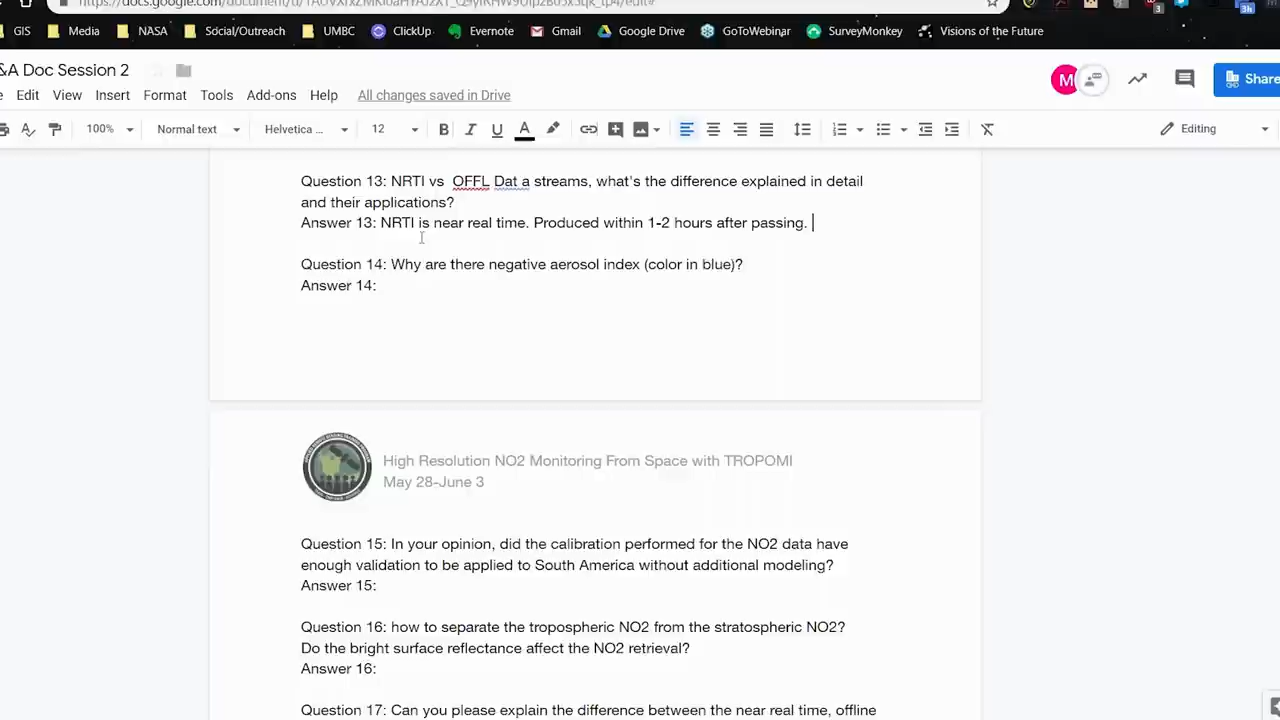 GIS Media NASA Social/Outreach UMBC ClickUp Evernote Gmail Google Drive GoToWebinar SurveyMonkey Visions of the Future
&A Doc Session 2
Share
Edit View Insert Format Tools Add-ons Help All changes saved in Drive
100% Normal text Helvetica ... 12 B I U A Editing
Question 13: NRTI vs OFFL Dat a streams, what's the difference explained in detail
and their applications?
Answer 13: NRTI is near real time. Produced within 1-2 hours after passing.
Question 14: Why are there negative aerosol index (color in blue)?
Answer 14:
High Resolution NO2 Monitoring From Space with TROPOMI
May 28-June 3
Question 15: In your opinion, did the calibration performed for the NO2 data have
enough validation to be applied to South America without additional modeling?
Answer 15:
Question 16: how to separate the tropospheric NO2 from the stratospheric NO2?
Do the bright surface reflectance affect the NO2 retrieval?
Answer 16:
Question 17: Can you please explain the difference between the near real time, offline